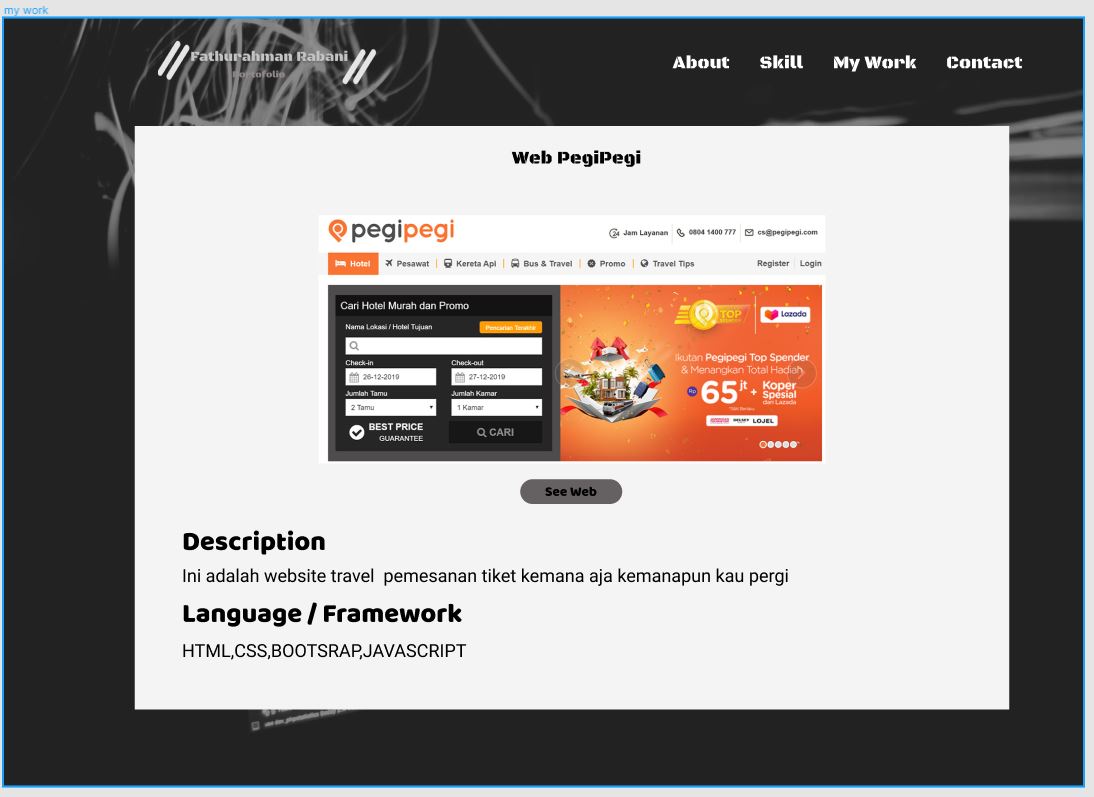 my work
Fathurahman Rabani
Portofolio
About Skill My Work Contact
Web PegiPegi
pegipegi
24 Jam Layanan 0804 1400 777 cs@pegipegi.com
Hotel Pesawat Kereta Api Bus & Travel Promo Travel Tips Register Login
Cari Hotel Murah dan Promo
Nama Lokasi / Hotel Tujuan Pencarian Terakhir
Check-in Check-out
26-12-2019 27-12-2019
Jumlah Tamu Jumlah Kamar
2 Tamu 1 Kamar
BEST PRICE
GUARANTEE
CARI
TOP
SPENDER
Lazada
Ikutan Pegipegi Top Spender
& Menangkan Total Hadiah
Rp 65 jt + Koper
Spesial
dari Lazada
LOJEL
See Web
Description
Ini adalah website travel  pemesanan tiket kemana aja kemanapun kau pergi
Language / Framework
HTML,CSS,BOOTSRAP,JAVASCRIPT